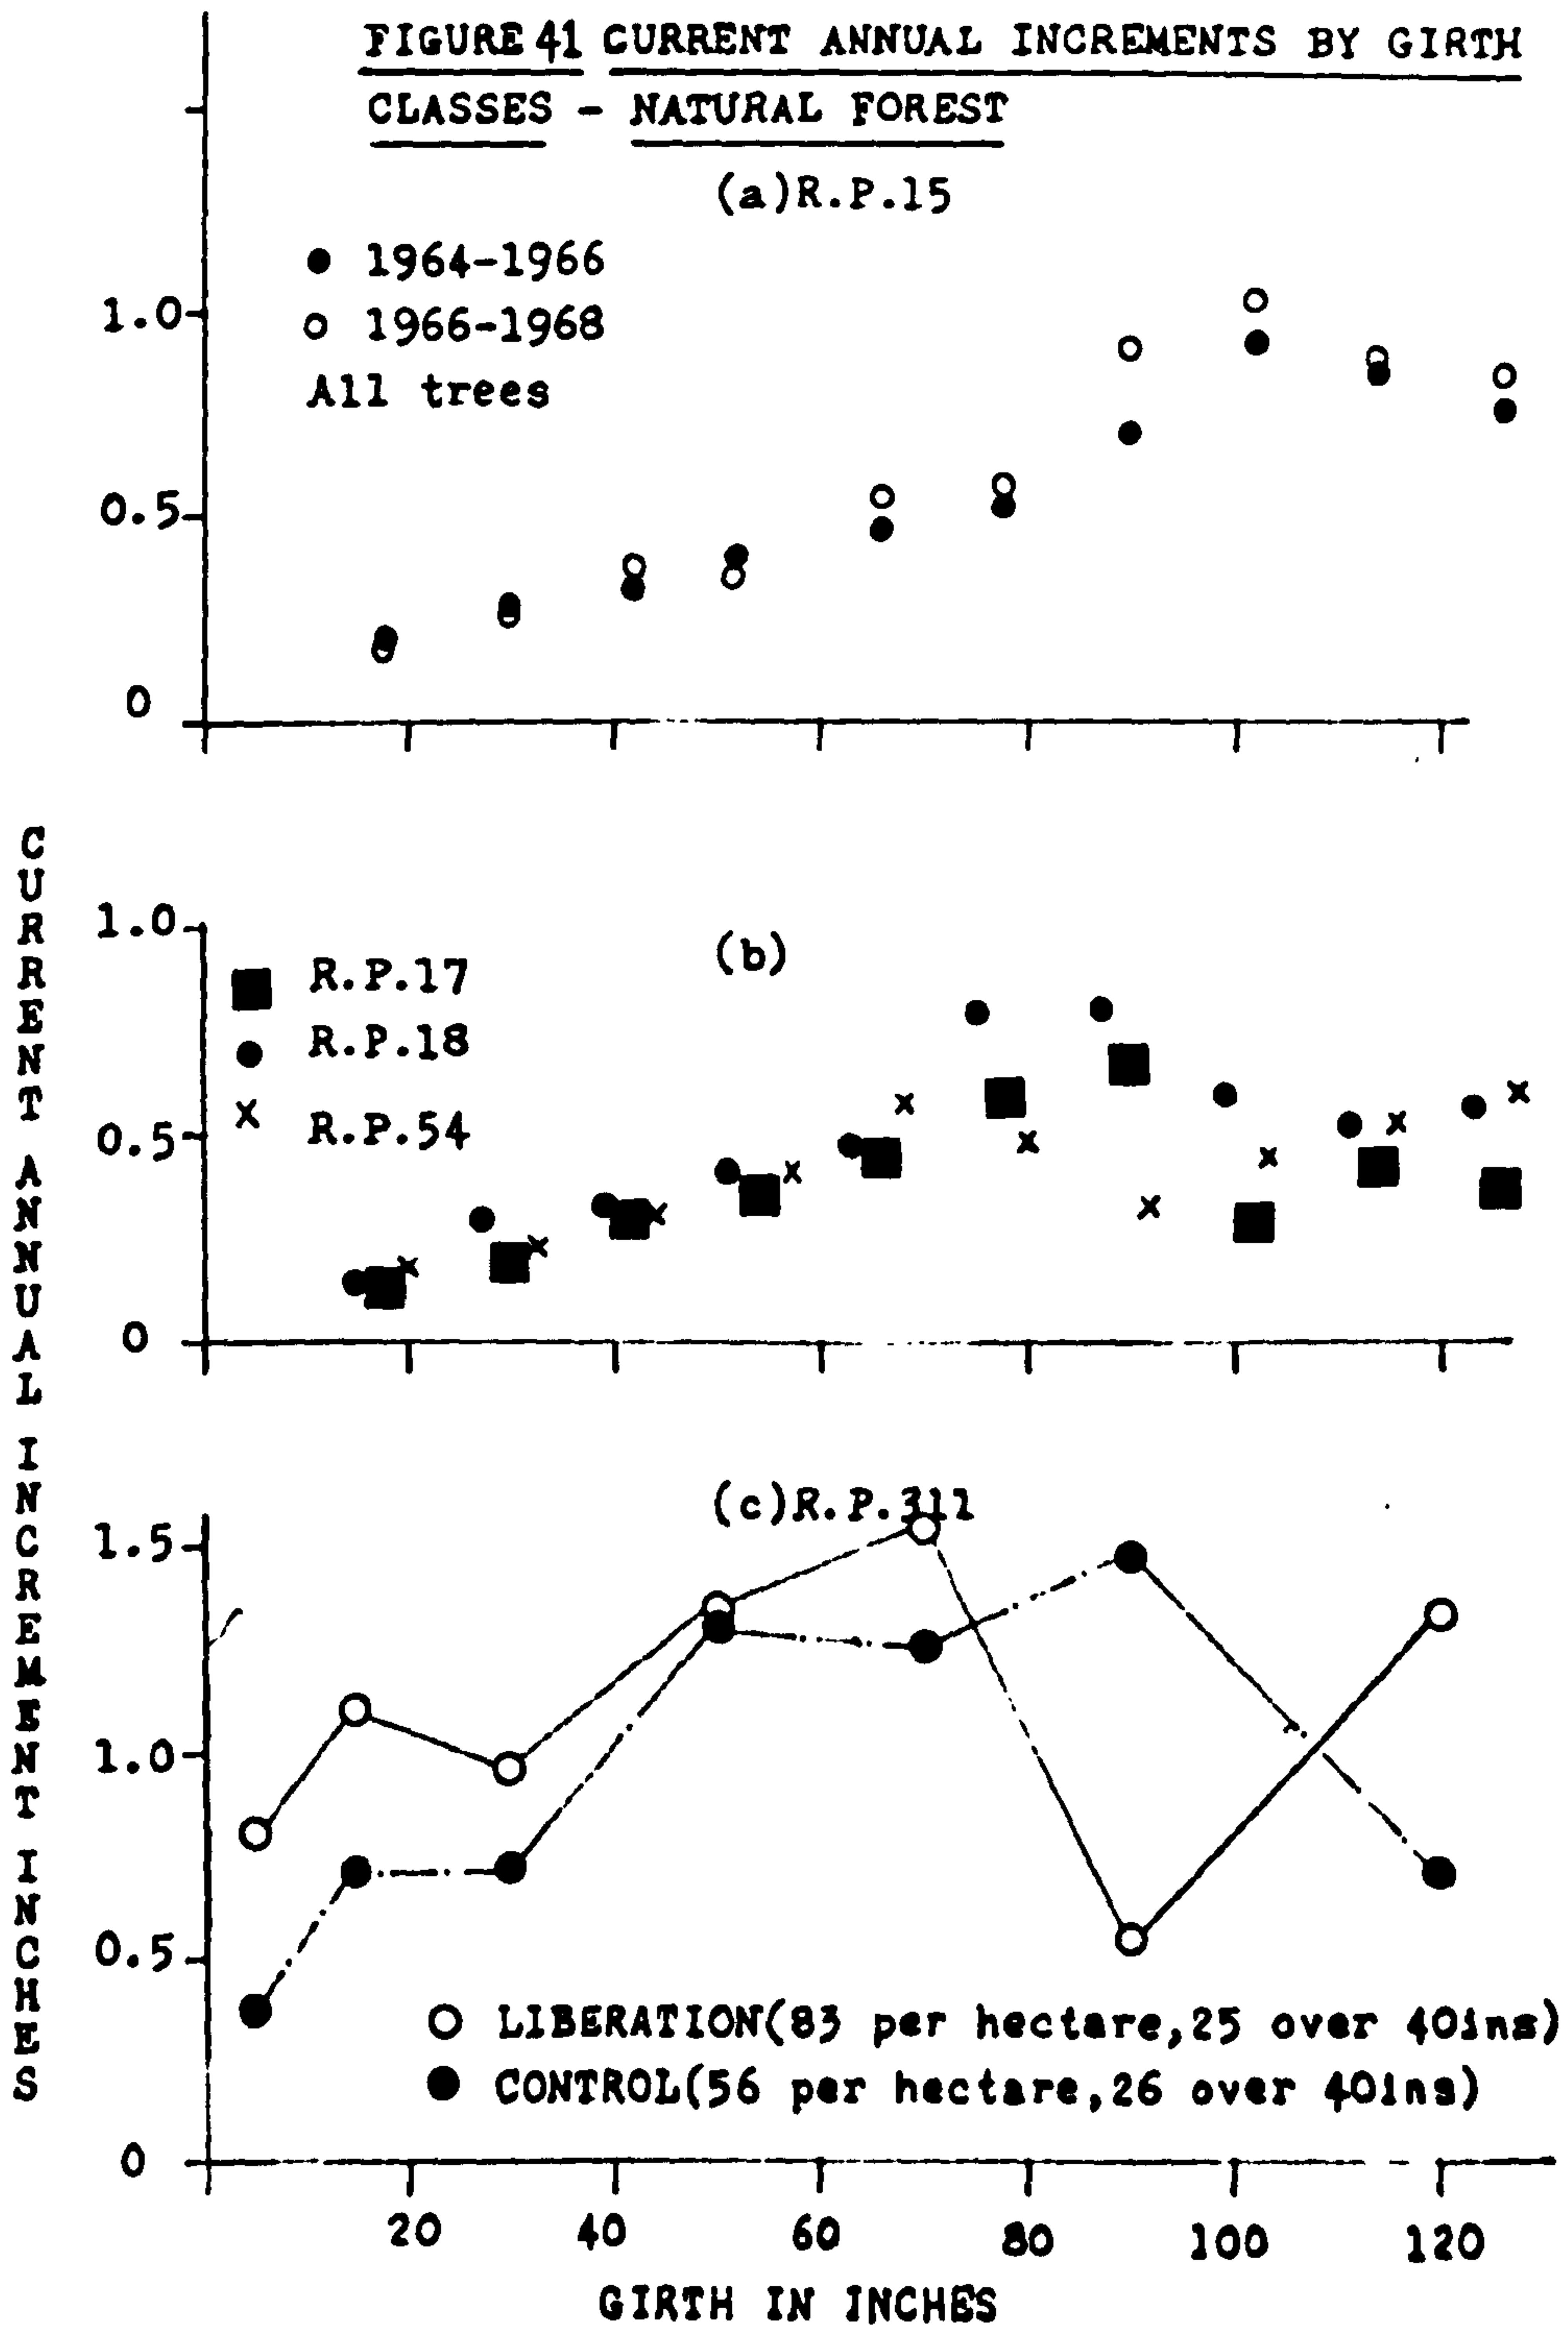 FIGURE 41 CURRENT ANNUAL INCREMENTS BY GIRTH
CLASSES - NATURAL FOREST
(a)R.P.15
1964-1966
1966-1968
All trees
1.0
0.5
0
CURRENT ANNUAL INCREMENT INCHES
1.0
(b)
R.P.17
R.P.18
x R.P.54
0.5
0
(c)R.P.311
1.5
1.0
0.5
LIBERATION(83 per hectare,25 over 40ins)
CONTROL(56 per hectare,26 over 40ins)
0
20 40 60 80 100 120
GIRTH IN INCHES